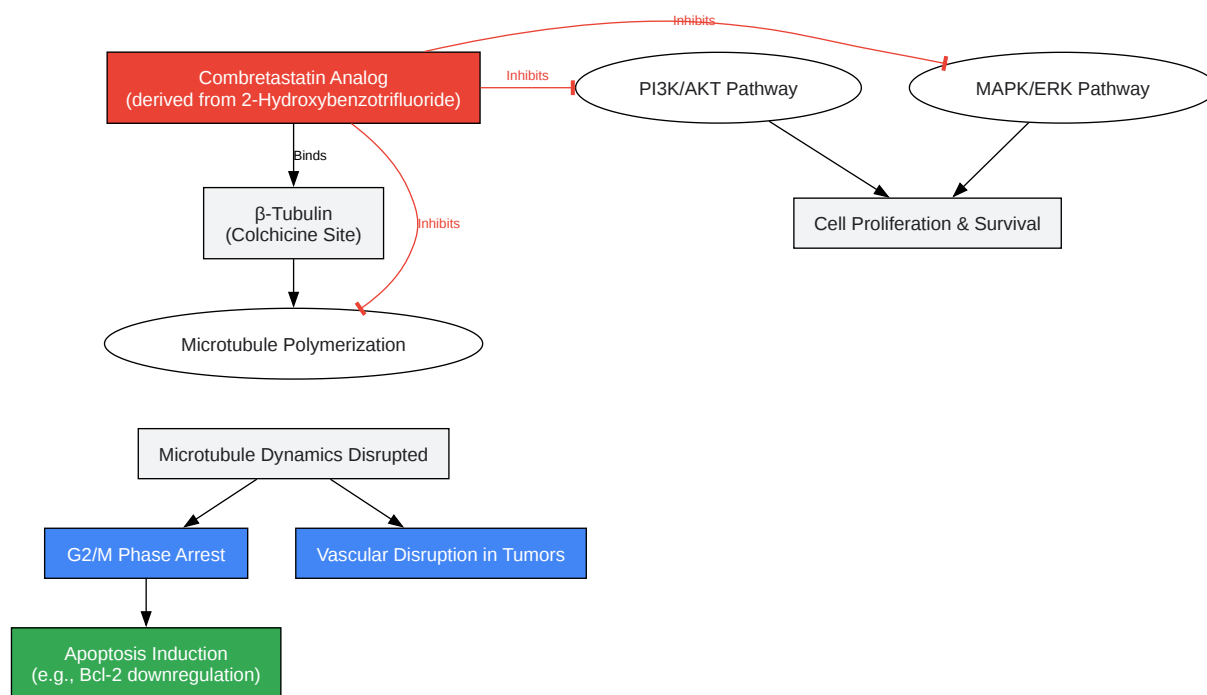 Inhibits
Combretastatin Analog
(derived from 2-Hydroxybenzotrifluoride)
Inhibits
PI3K/AKT Pathway
MAPK/ERK Pathway
Binds
β-Tubulin
(Colchicine Site)
Inhibits
Cell Proliferation & Survival
Microtubule Polymerization
Microtubule Dynamics Disrupted
G2/M Phase Arrest
Vascular Disruption in Tumors
Apoptosis Induction
(e.g., Bcl-2 downregulation)